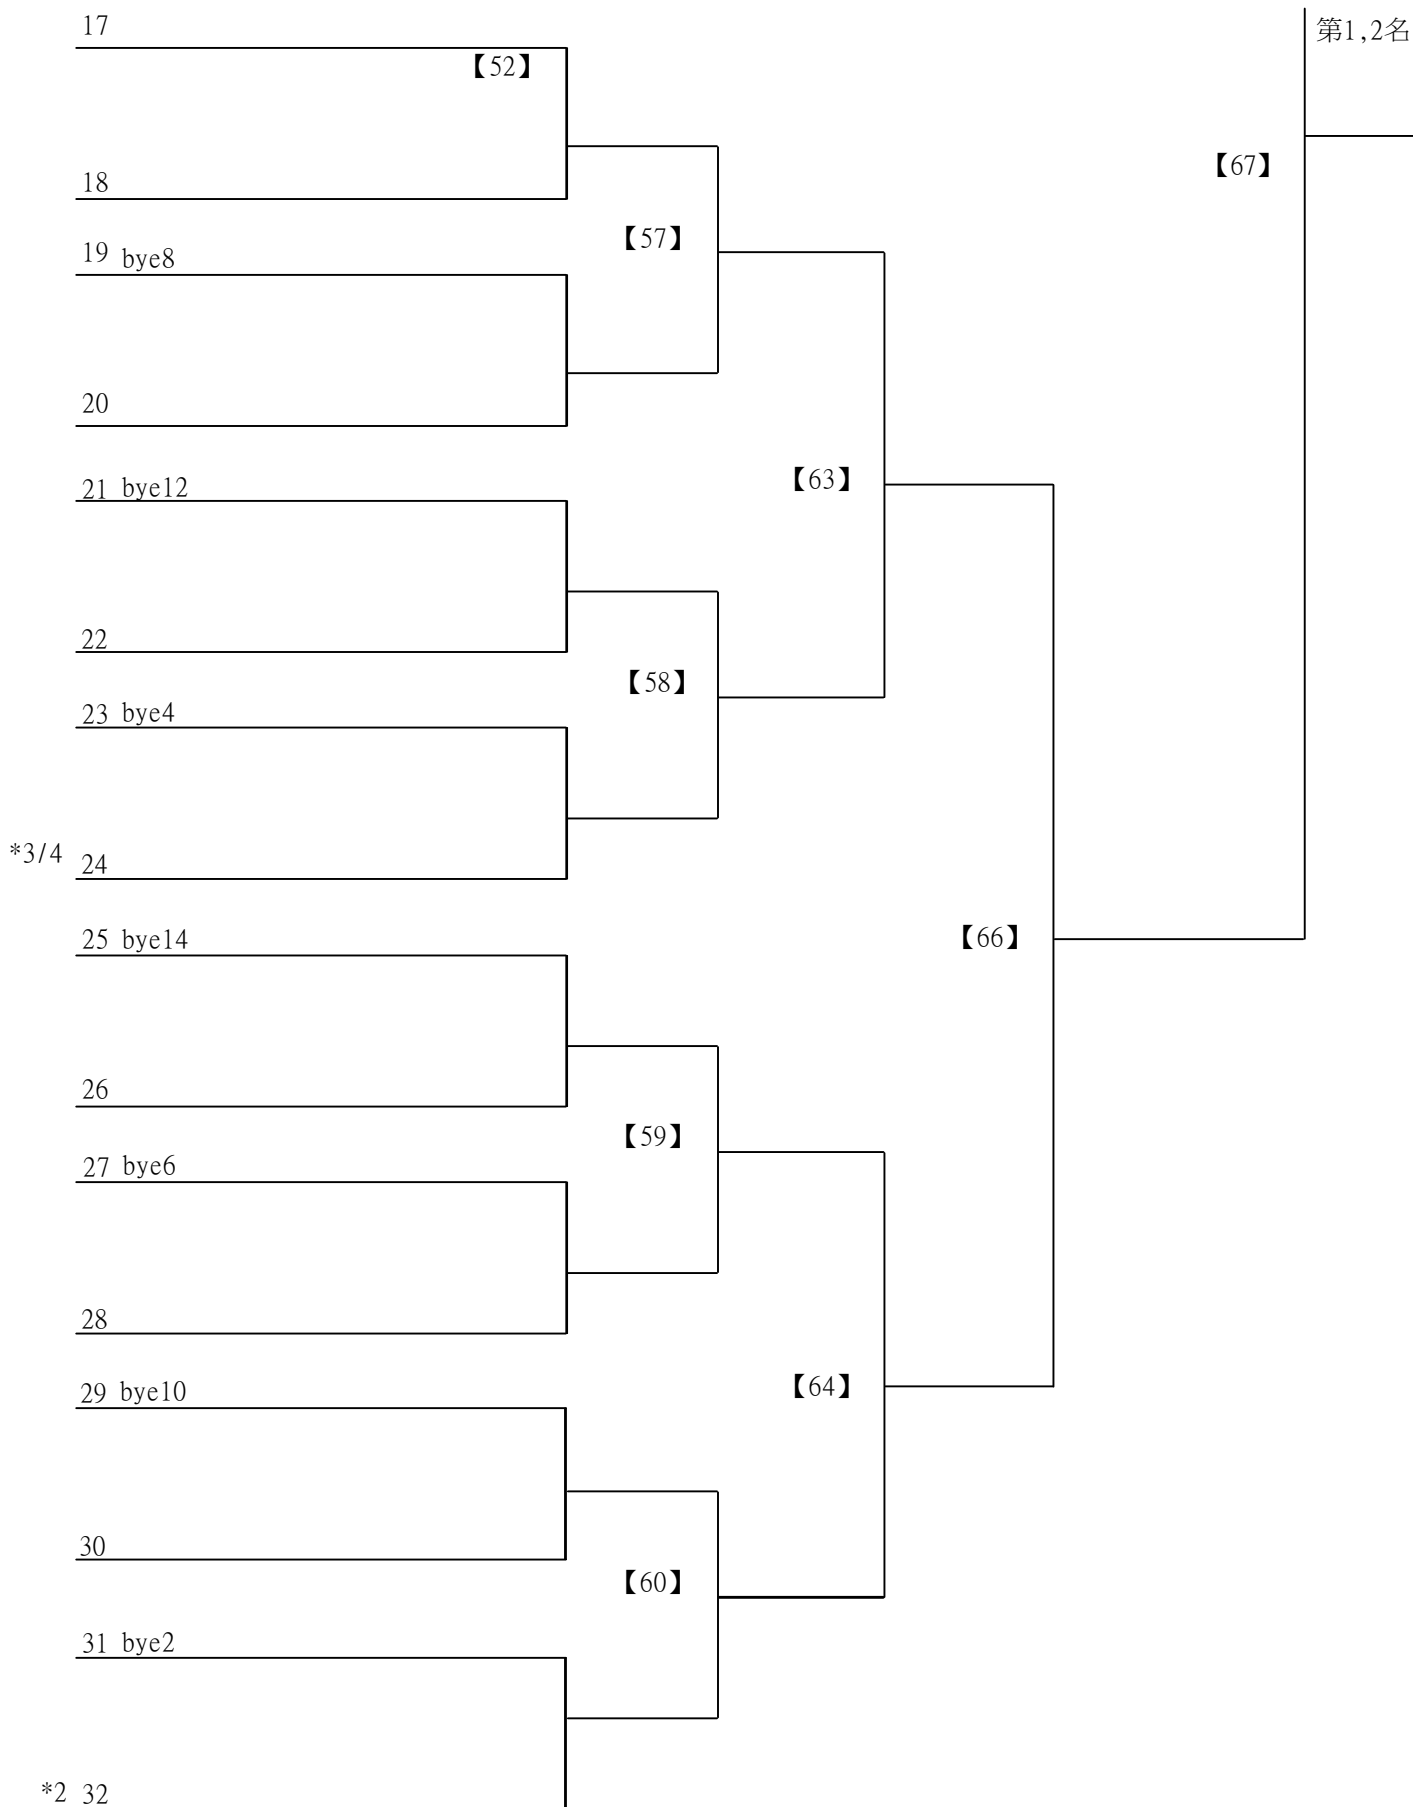 17
第1,2名
【52】
【67】
18
【57】
19 bye8
20
【63】
21 bye12
22
【58】
23 bye4
*3/4 24
25 bye14
【66】
26
【59】
27 bye6
28
29 bye10
【64】
30
【60】
31 bye2
*2 32